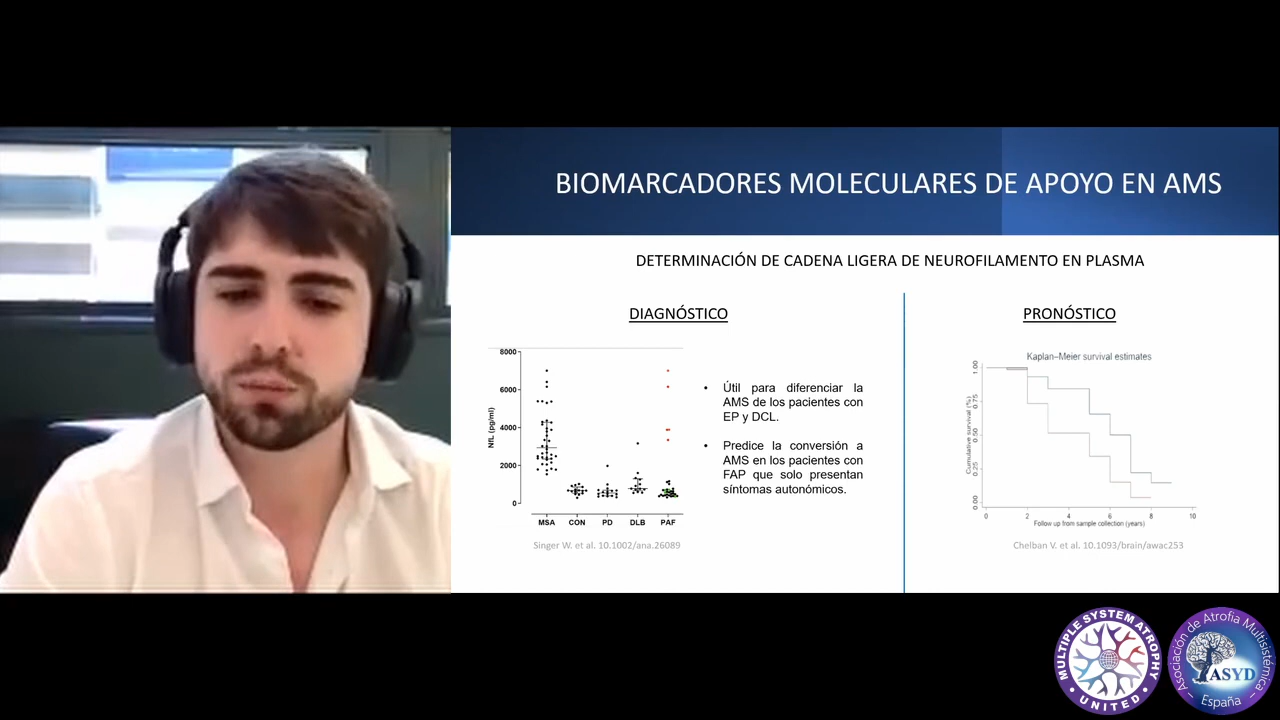 BIOMARCADORES MOLECULARES DE APOYO EN AMS
DETERMINACIÓN DE CADENA LIGERA DE NEUROFILAMENTO EN PLASMA
DIAGNÓSTICO
8000
6000
4000
2000
0
NfL (pg/ml)
MSA CON PD DLB PAF
Singer W. et al. 10.1002/ana.26089
• Útil para diferenciar la
AMS de los pacientes con
EP y DCL.
• Predice la conversión a
AMS en los pacientes con
FAP que solo presentan
síntomas autonómicos.
PRONÓSTICO
Kaplan–Meier survival estimates
Cumulative survival (%)
1.00
0.75
0.50
0.25
0.00
0 2 4 6 8 10
Follow up from sample collection (years)
Chelban V. et al. 10.1093/brain/awac253
MULTIPLE SYSTEM ATROPHY
• UNITED •
Asociación de Atrofia Multisistémica
ASYD
– España –